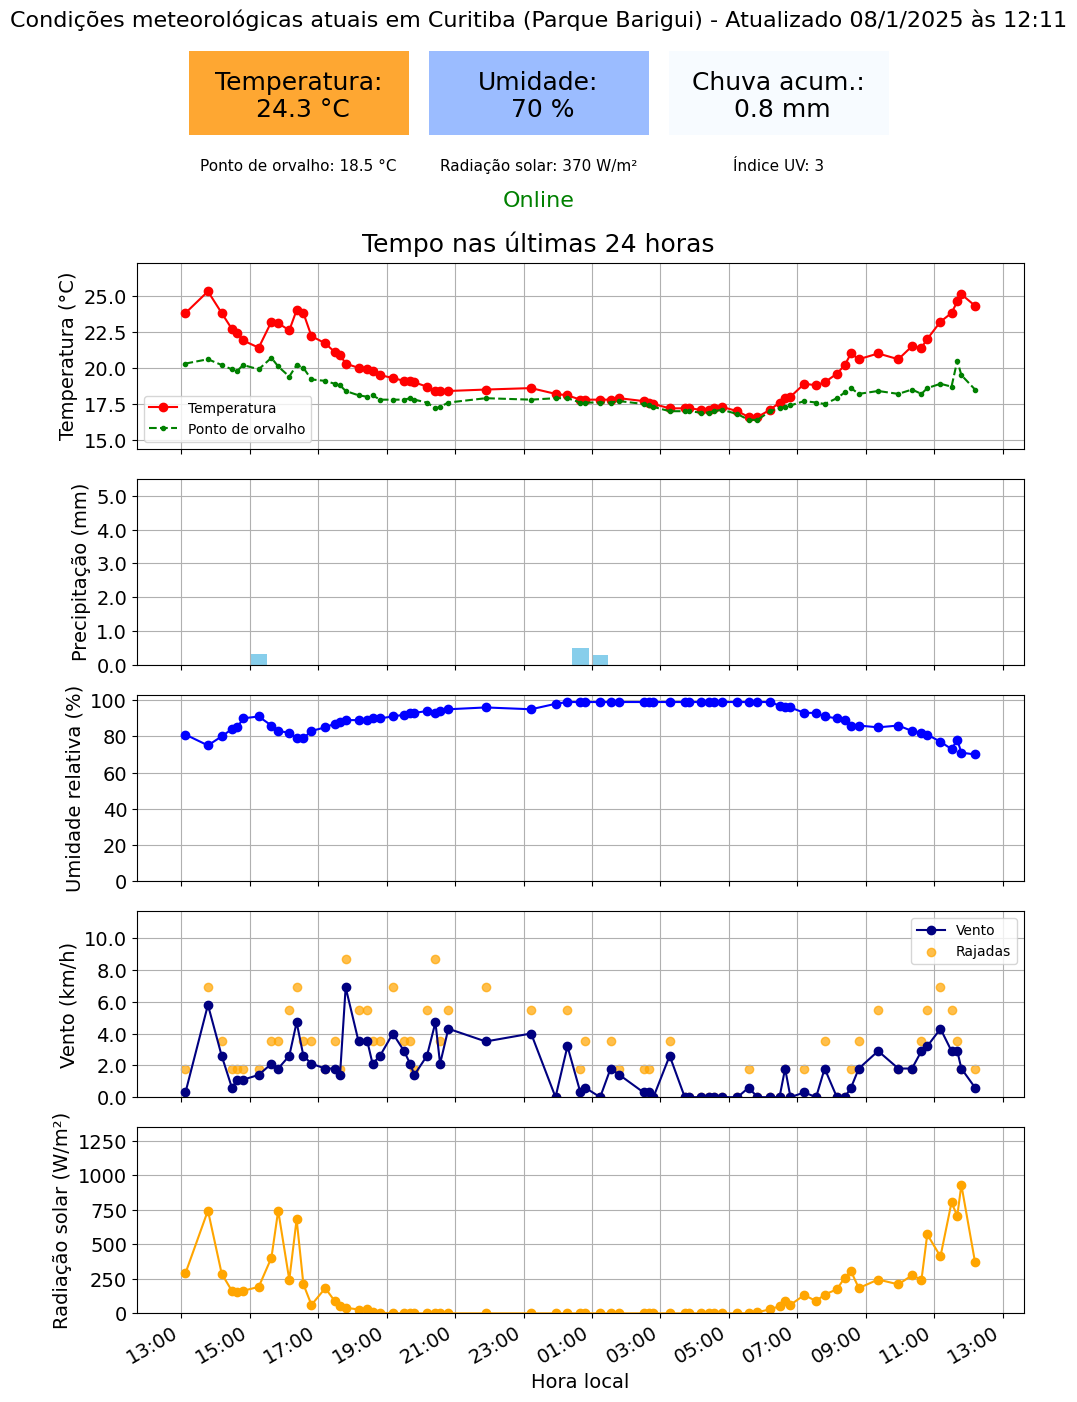 Condições meteorológicas atuais em Curitiba (Parque Barigui) - Atualizado 08/1/2025 às 12:11
Temperatura:
24.3 °C
Umidade:
70 %
Chuva acum.:
0.8 mm
Ponto de orvalho: 18.5 °C
Radiação solar: 370 W/m²
Índice UV: 3
Online
Tempo nas últimas 24 horas
Temperatura (°C)
25.0
22.5
20.0
17.5
15.0
Temperatura
Ponto de orvalho
Precipitação (mm)
5.0
4.0
3.0
2.0
1.0
0.0
Umidade relativa (%)
100
80
60
40
20
0
Vento (km/h)
10.0
8.0
6.0
4.0
2.0
0.0
Vento
Rajadas
Radiação solar (W/m²)
1250
1000
750
500
250
0
13:00
15:00
17:00
19:00
21:00
23:00
01:00
03:00
05:00
07:00
09:00
11:00
13:00
Hora local